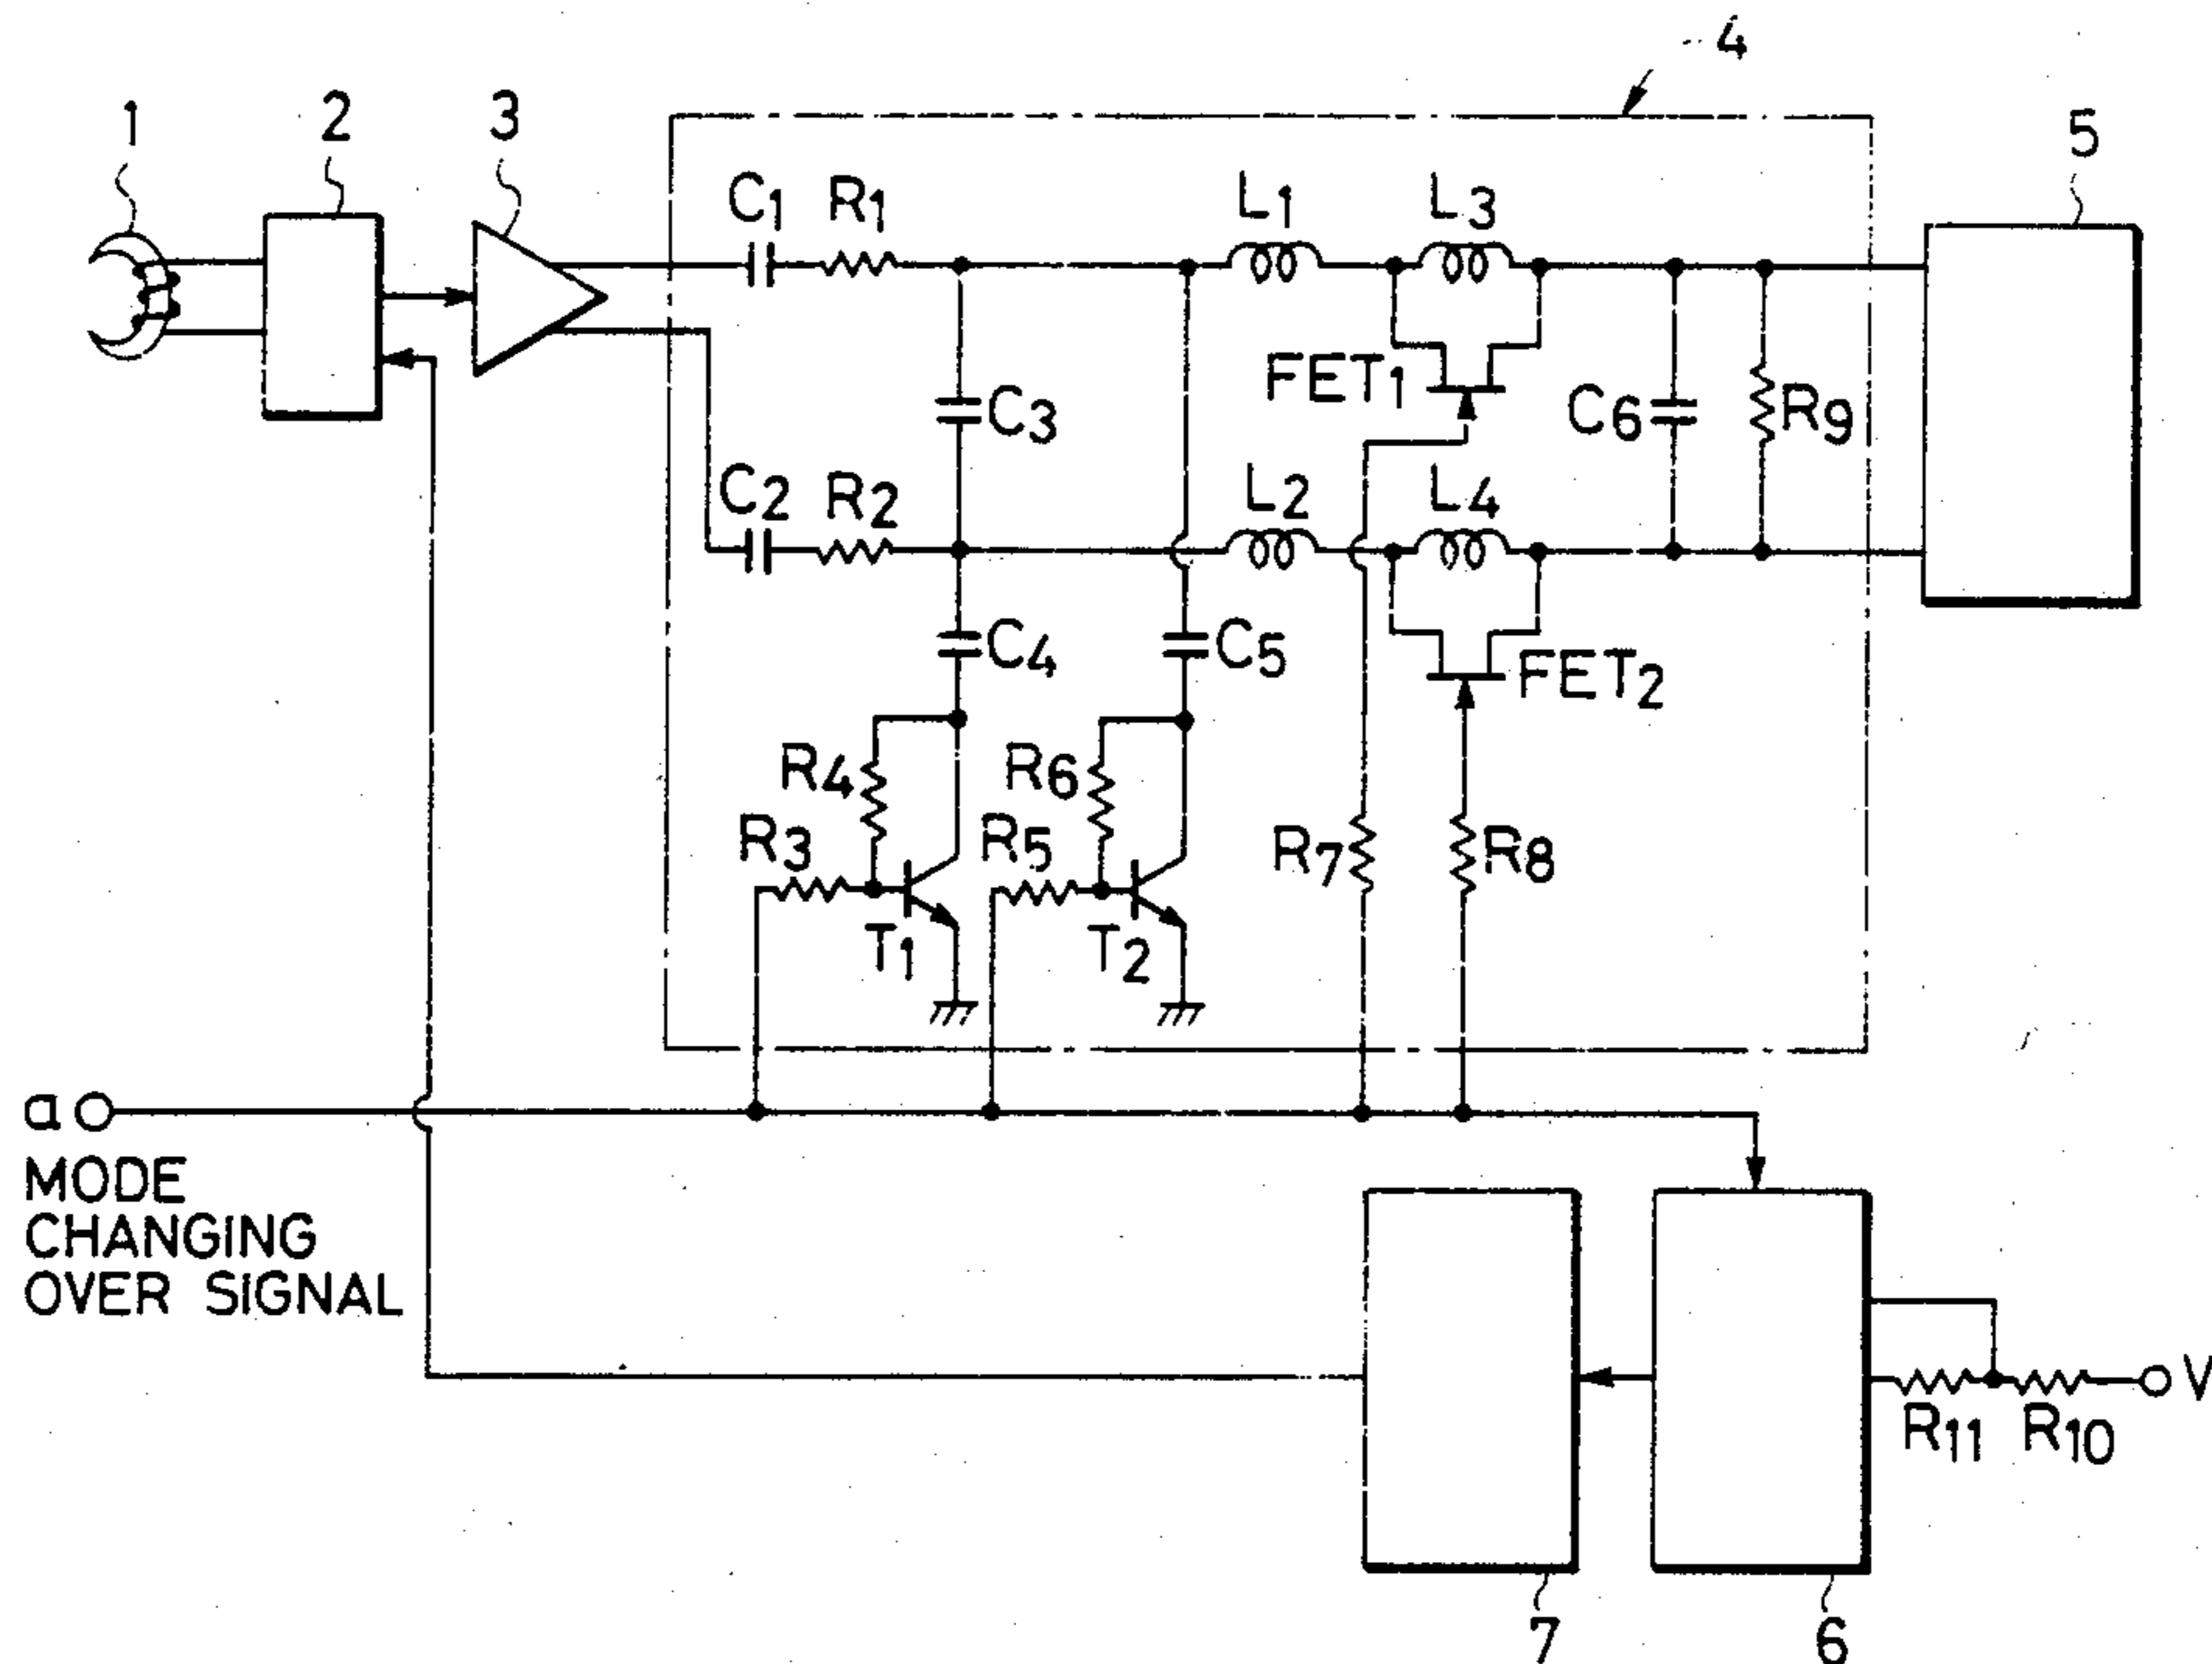 4
1
2
3
5
C1
R1
L1
L3
FET1
C3
C6
R9
C2
R2
L2
L4
C4
C5
FET2
R4
R6
R3
R5
R7
R8
T1
T2
a
MODE
CHANGING
OVER SIGNAL
V
R11
R10
7
6